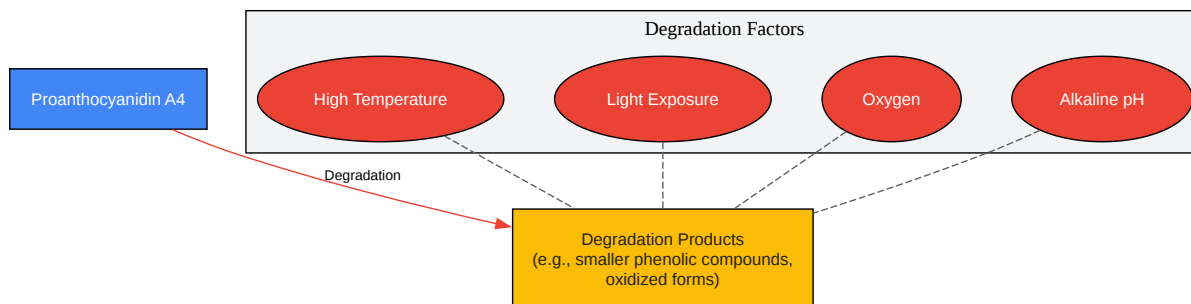 Degradation Factors
Proanthocyanidin A4
High Temperature
Light Exposure
Oxygen
Alkaline pH
Degradation
Degradation Products
(e.g., smaller phenolic compounds,
oxidized forms)